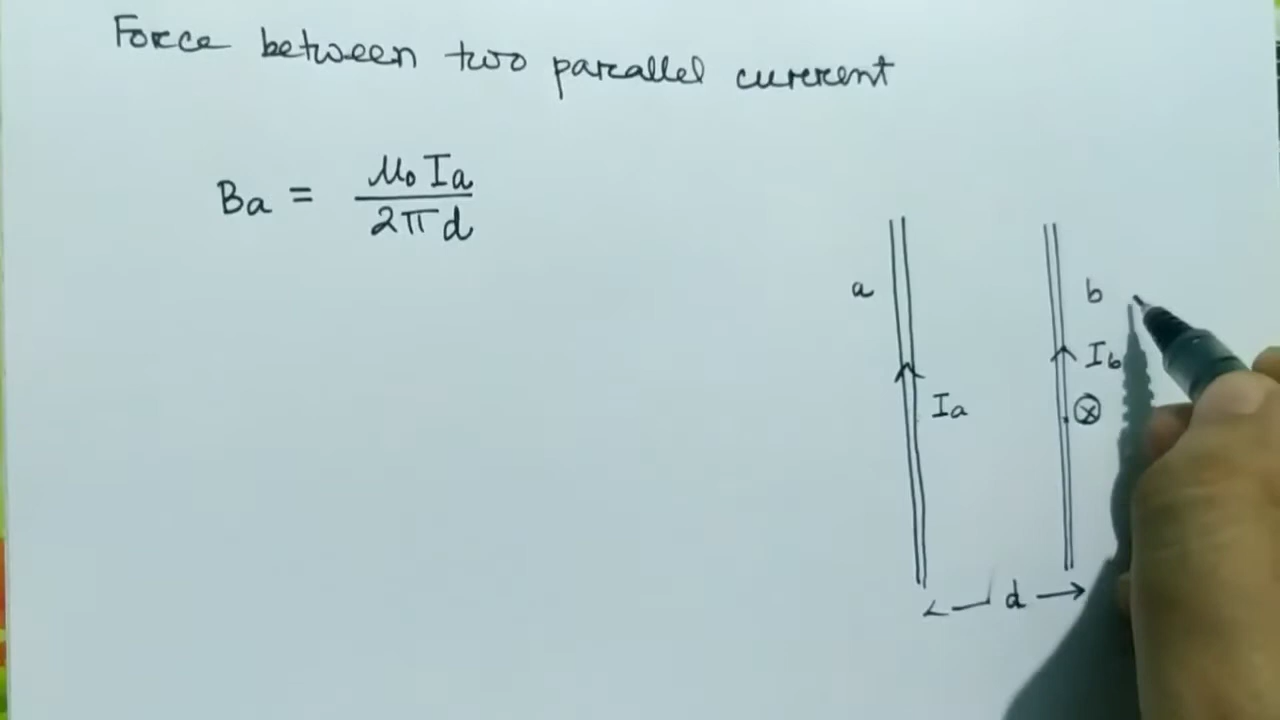 Force between two parallel current
Ba = μ₀ Ia / 2π d
a
b
Ib
Ia
⊗
d